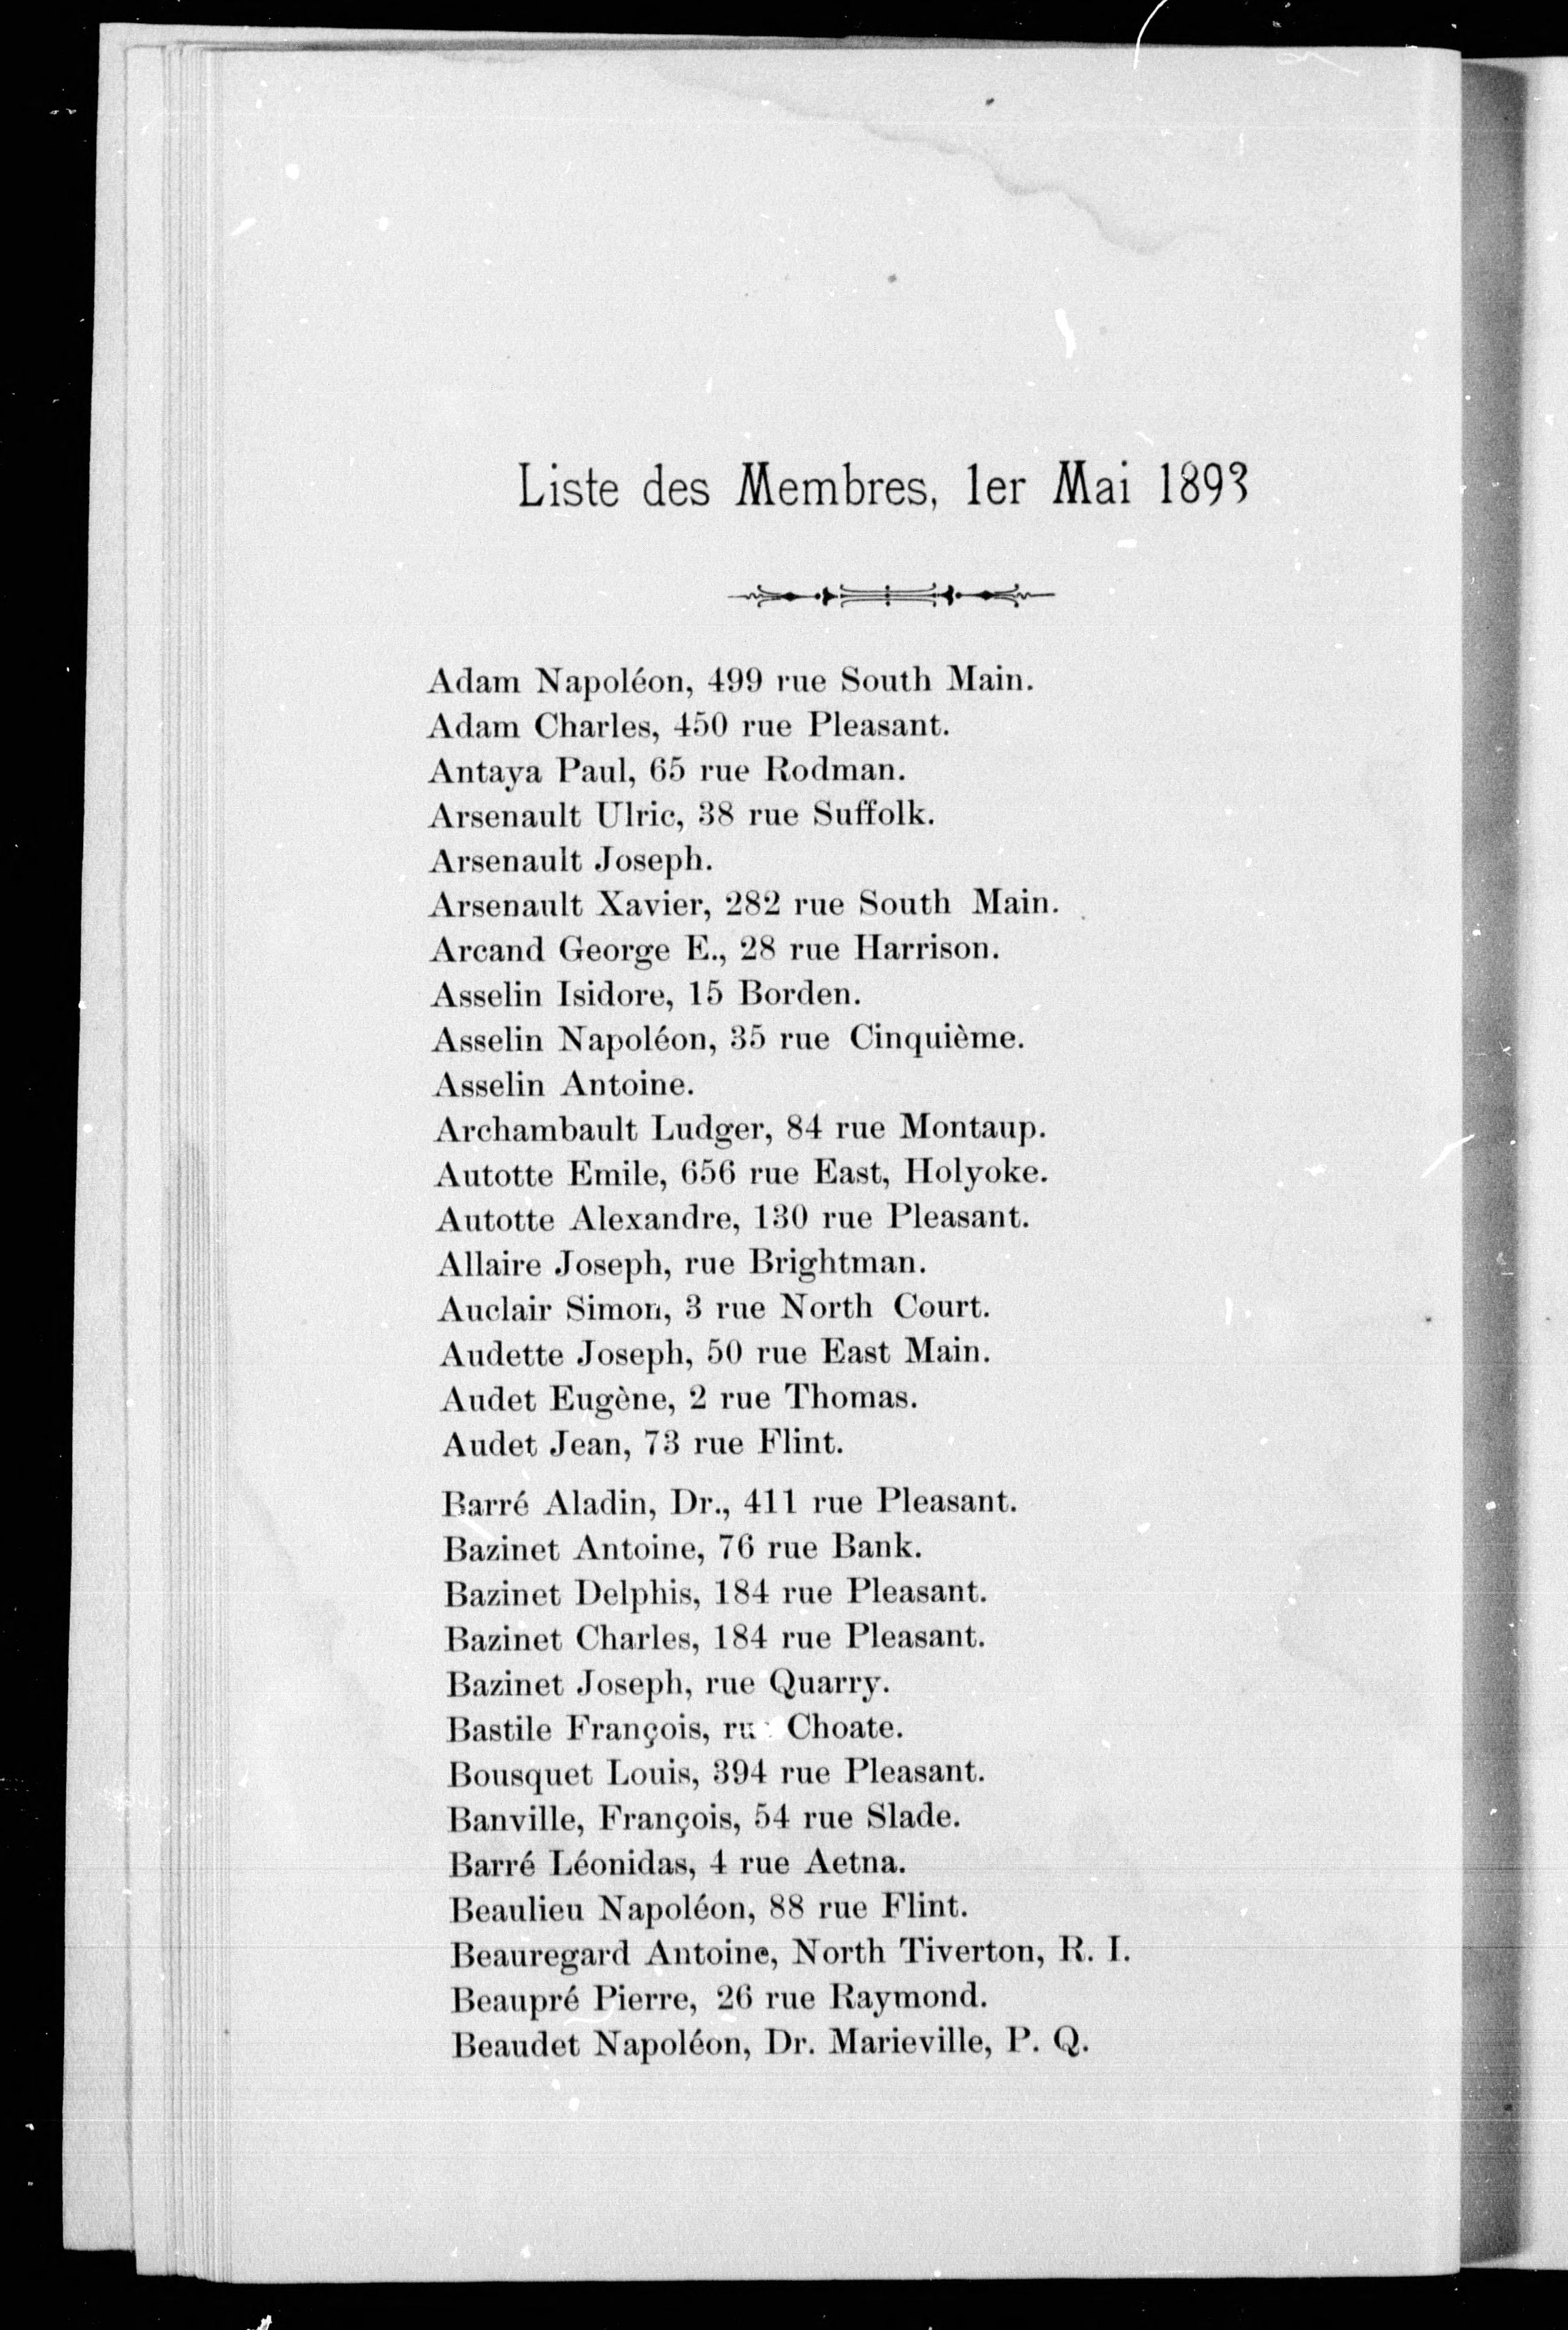 Liste des Membres, 1er Mai 1893
Adam Napoléon, 499 rue South Main.
Adam Charles, 450 rue Pleasant.
Antaya Paul, 65 rue Rodman.
Arsenault Ulric, 38 rue Suffolk.
Arsenault Joseph.
Arsenault Xavier, 282 rue South Main.
Arcand George E., 28 rue Harrison.
Asselin Isidore, 15 Borden.
Asselin Napoléon, 35 rue Cinquième.
Asselin Antoine.
Archambault Ludger, 84 rue Montaup.
Autotte Emile, 656 rue East, Holyoke.
Autotte Alexandre, 130 rue Pleasant.
Allaire Joseph, rue Brightman.
Auclair Simon, 3 rue North Court.
Audette Joseph, 50 rue East Main.
Audet Eugène, 2 rue Thomas.
Audet Jean, 73 rue Flint.
Barré Aladin, Dr., 411 rue Pleasant.
Bazinet Antoine, 76 rue Bank.
Bazinet Delphis, 184 rue Pleasant.
Bazinet Charles, 184 rue Pleasant.
Bazinet Joseph, rue Quarry.
Bastile François, rue Choate.
Bousquet Louis, 394 rue Pleasant.
Banville, François, 54 rue Slade.
Barré Léonidas, 4 rue Aetna.
Beaulieu Napoléon, 88 rue Flint.
Beauregard Antoine, North Tiverton, R. I.
Beaupré Pierre, 26 rue Raymond.
Beaudet Napoléon, Dr. Marieville, P. Q.